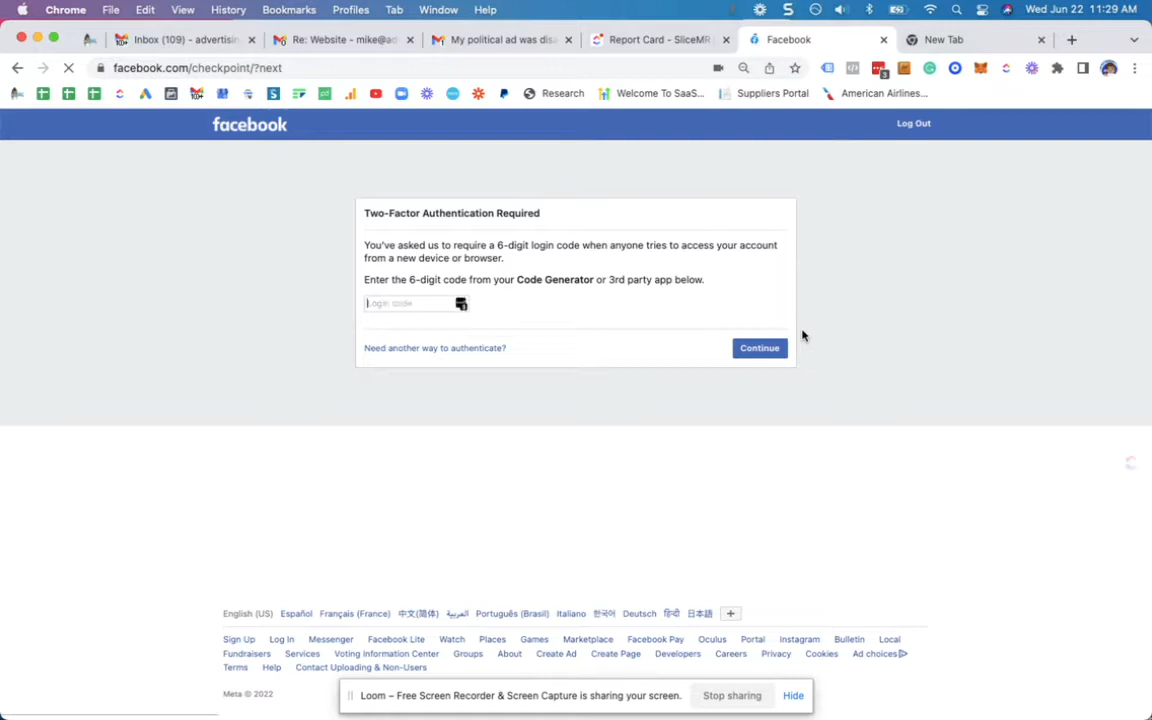 Chrome File Edit View History Bookmarks Profiles Tab Window Help Wed Jun 22 11:29 AM
Inbox (109) - advertisin Re: Website - mike@ad My political ad was disa Report Card - SliceMR Facebook New Tab
facebook.com/checkpoint/?next
Research Welcome To SaaS... Suppliers Portal American Airlines...
facebook Log Out
Two-Factor Authentication Required
You've asked us to require a 6-digit login code when anyone tries to access your account
from a new device or browser.
Enter the 6-digit code from your Code Generator or 3rd party app below.
Login code
Need another way to authenticate? Continue
English (US) Español Français (France) 中文(简体) العربية Português (Brasil) Italiano 한국어 Deutsch हिन्दी 日本語
Sign Up Log In Messenger Facebook Lite Watch Places Games Marketplace Facebook Pay Oculus Portal Instagram Bulletin Local
Fundraisers Services Voting Information Center Groups About Create Ad Create Page Developers Careers Privacy Cookies Ad choices
Terms Help Contact Uploading & Non-Users
Meta © 2022
Loom – Free Screen Recorder & Screen Capture is sharing your screen. Stop sharing Hide